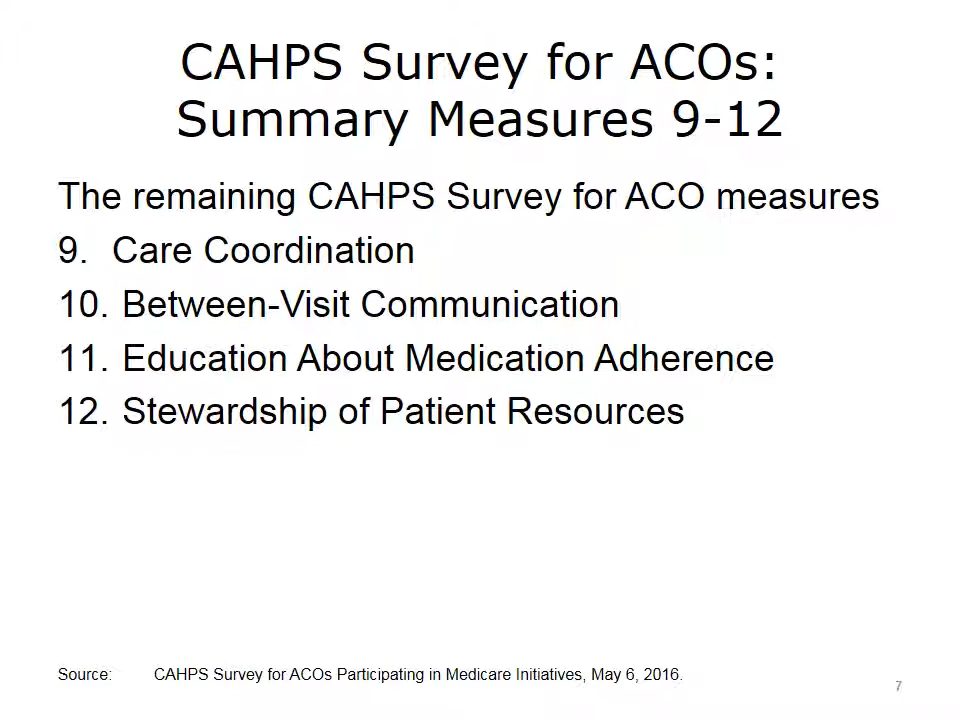 CAHPS Survey for ACOs:
Summary Measures 9-12
The remaining CAHPS Survey for ACO measures
9. Care Coordination
10. Between-Visit Communication
11. Education About Medication Adherence
12. Stewardship of Patient Resources
Source: CAHPS Survey for ACOs Participating in Medicare Initiatives, May 6, 2016.
7